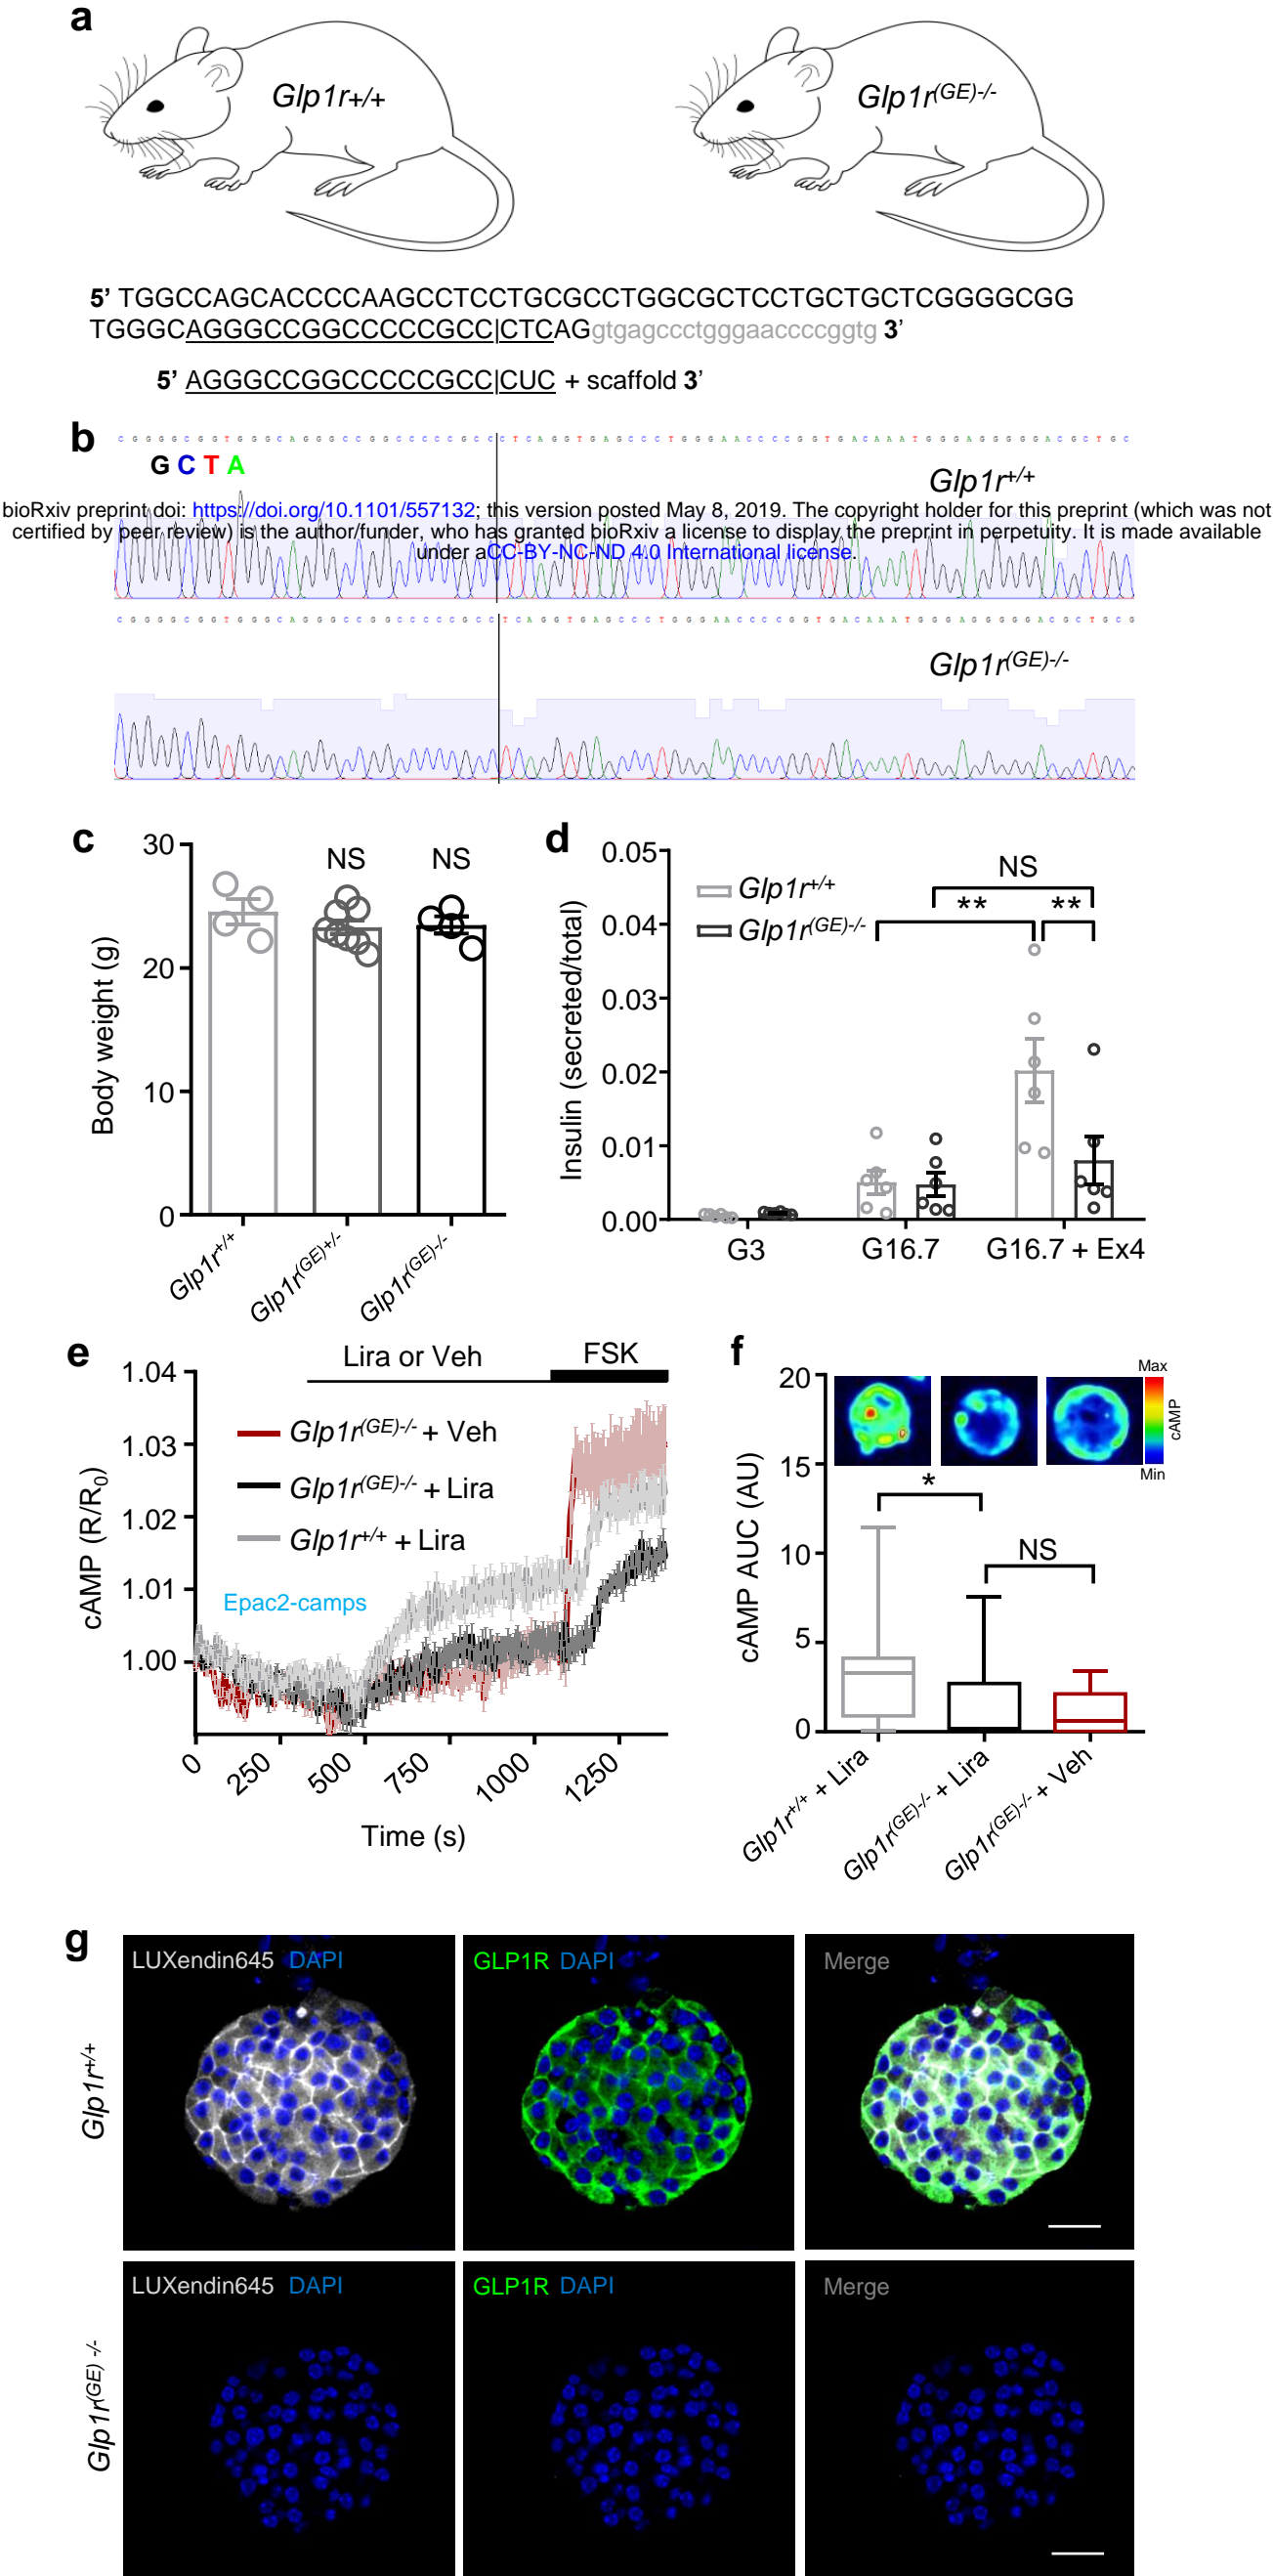 a
Glp1r+/+
Glp1r(GE)-/-
5' TGGCCAGCACCCCAAGCCTCCTGCGCCTGGCGCTCCTGCTGCTCGGGGCGG
TGGGCAGGGCCGGCCCCCGCC|CTCAGgtgagccctgggaaccccggtg 3'
5' AGGGCCGGCCCCCGCC|CUC + scaffold 3'
b
C G G G G C G G T G G G C A G G G C C G G C C C C C G C C C T C A G G T G A G C C C T G G G A A C C C C G G T G A C A A A T G G G A G G G G G A C G C T G C
G C T A
Glp1r+/+
bioRxiv preprint doi: https://doi.org/10.1101/557132; this version posted May 8, 2019. The copyright holder for this preprint (which was not
certified by peer review) is the author/funder, who has granted bioRxiv a license to display the preprint in perpetuity. It is made available
under aCC-BY-NC-ND 4.0 International license.
C G G G G C G G T G G G C A G G G C C G G C C C C C G C C T C A G G T G A G C C C T G G G A A C C C C G G T G A C A A A T G G G A G G G G G A C G C T G C G
Glp1r(GE)-/-
c
30
20
10
0
Body weight (g)
NS
NS
Glp1r+/+
Glp1r(GE)+/-
Glp1r(GE)-/-
d
0.05
0.04
0.03
0.02
0.01
0.00
Insulin (secreted/total)
Glp1r+/+
Glp1r(GE)-/-
NS
**
**
G3
G16.7
G16.7 + Ex4
e
Lira or Veh
FSK
1.04
1.03
1.02
1.01
1.00
cAMP (R/R0)
Glp1r(GE)-/- + Veh
Glp1r(GE)-/- + Lira
Glp1r+/+ + Lira
Epac2-camps
0
250
500
750
1000
1250
Time (s)
f
20
15
10
5
0
cAMP AUC (AU)
Max
cAMP
Min
*
NS
Glp1r+/+ + Lira
Glp1r(GE)-/- + Lira
Glp1r(GE)-/- + Veh
g
LUXendin645 DAPI
GLP1R DAPI
Merge
Glp1r+/+
LUXendin645 DAPI
GLP1R DAPI
Merge
Glp1r(GE) -/-